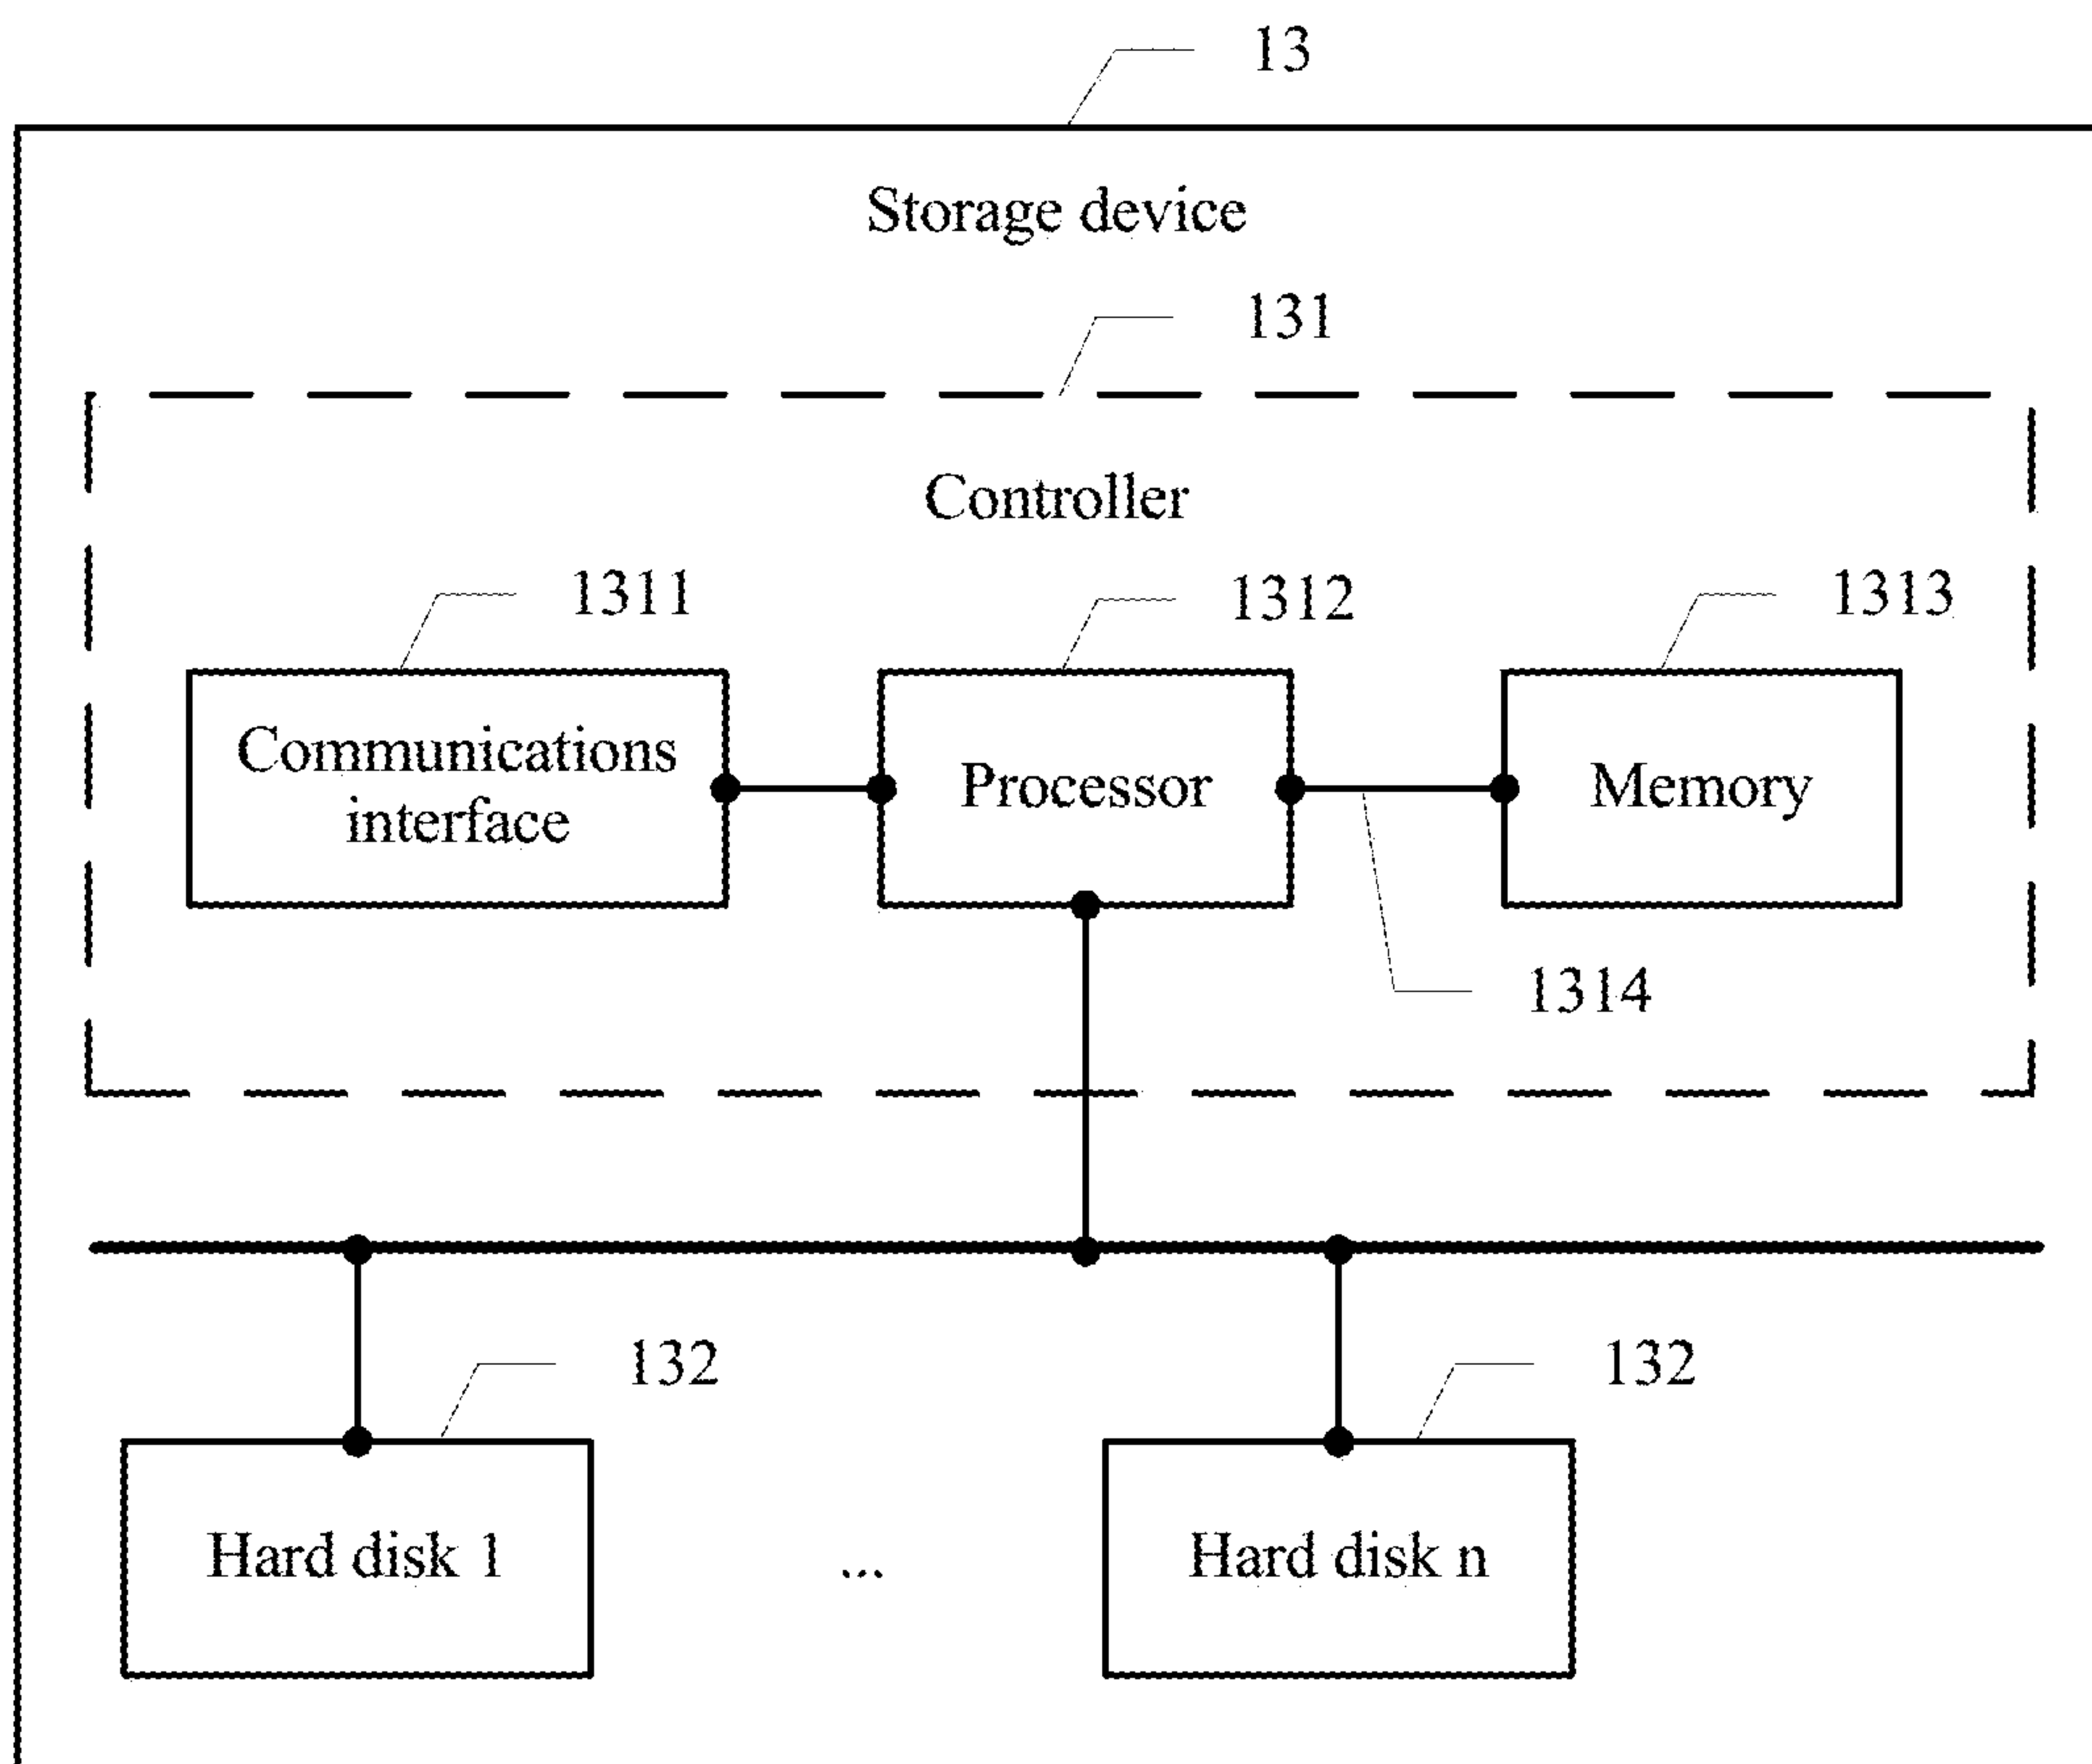 13
Storage device
131
Controller
1311
1312
1313
Communications
interface
Processor
Memory
1314
132
132
Hard disk 1
...
Hard disk n